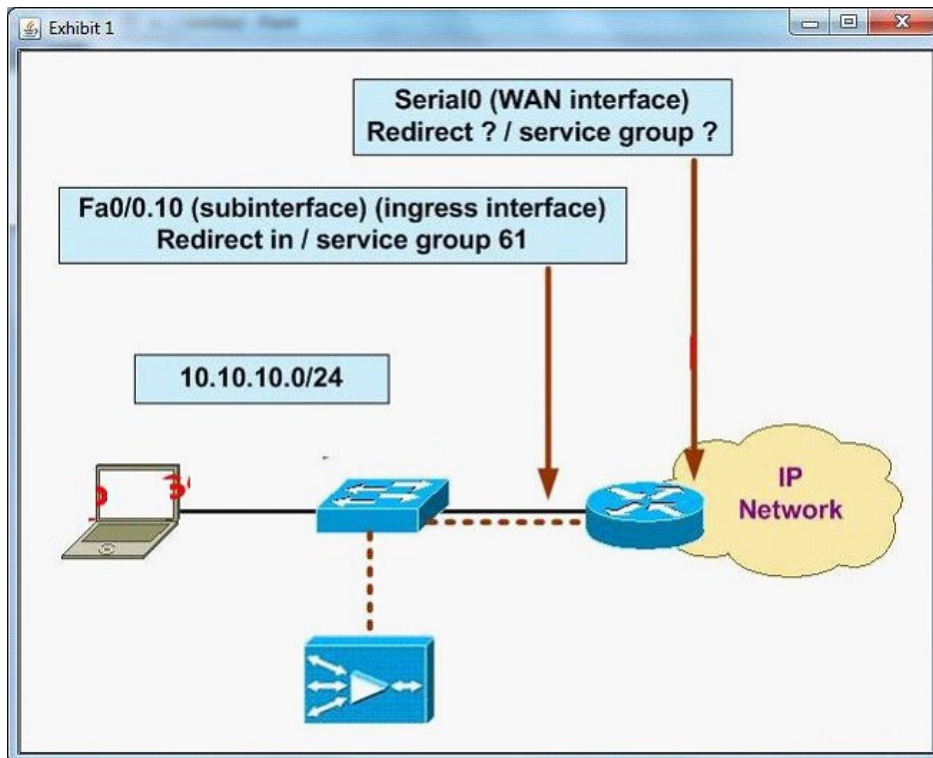 Exhibit 1
Serial0 (WAN interface)
Redirect ? / service group ?
Fa0/0.10 (subinterface) (ingress interface)
Redirect in / service group 61
10.10.10.0/24
IP
Network